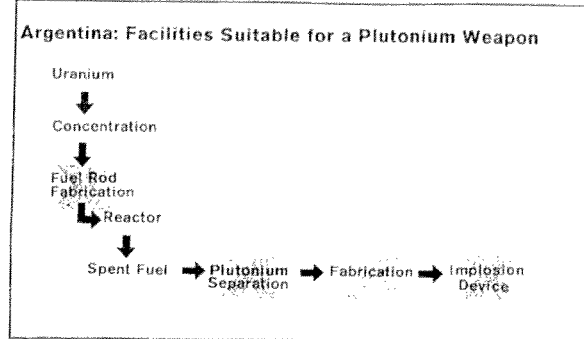 Argentina: Facilities Suitable for a Plutonium Weapon
Uranium
Concentration
Fuel Rod
Fabrication
Reactor
Spent Fuel
Plutonium
Separation
Fabrication
Implosion
Device